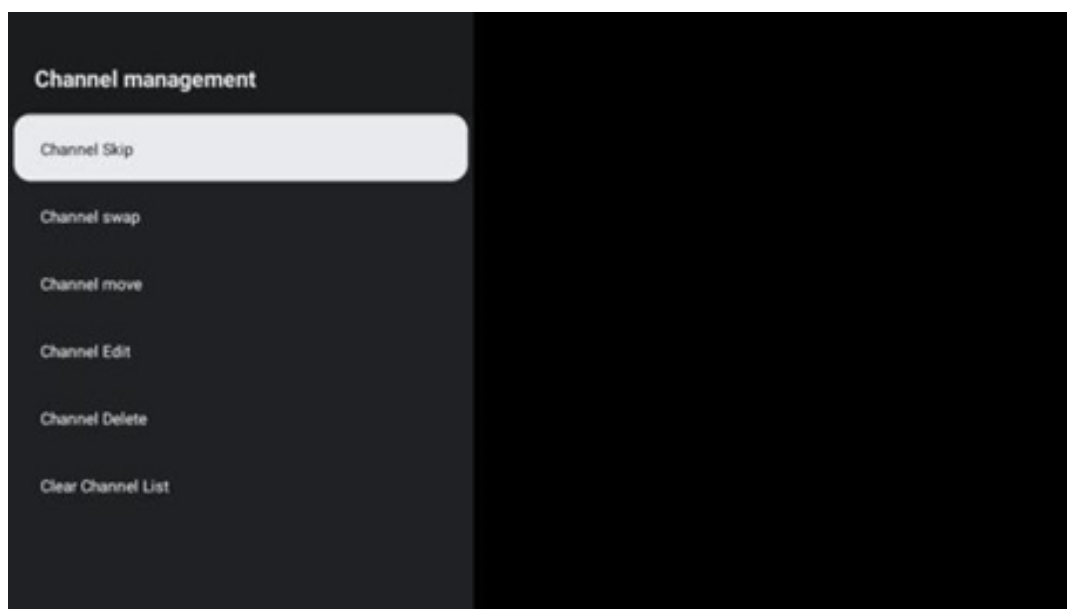 Channel management
Channel Skip
Channel swap
Channel move
Channel Edit
Channel Delete
Clear Channel List